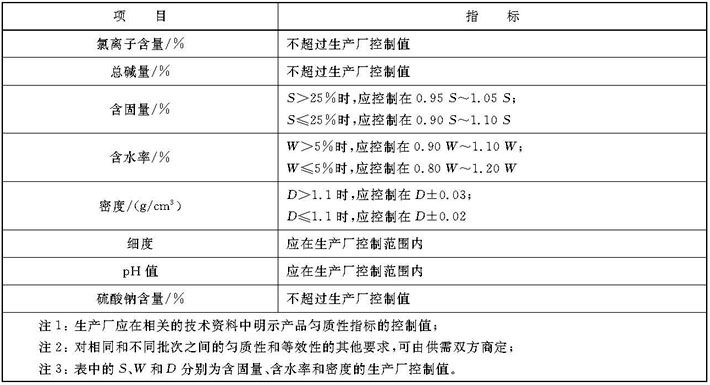 项 目 指 标
氯离子含量/% 不超过生产厂控制值
总碱量/% 不超过生产厂控制值
含固量/% S>25%时,应控制在 0.95 S～1.05 S;
S≤25%时,应控制在 0.90 S～1.10 S
含水率/% W>5%时,应控制在 0.90 W～1.10 W;
W≤5%时,应控制在 0.80 W～1.20 W
密度/(g/cm³) D>1.1 时,应控制在 D±0.03;
D≤1.1 时,应控制在 D±0.02
细度 应在生产厂控制范围内
pH 值 应在生产厂控制范围内
硫酸钠含量/% 不超过生产厂控制值
注 1: 生产厂应在相关的技术资料中明示产品匀质性指标的控制值;
注 2: 对相同和不同批次之间的匀质性和等效性的其他要求,可由供需双方商定;
注 3: 表中的 S、W 和 D 分别为含固量、含水率和密度的生产厂控制值。